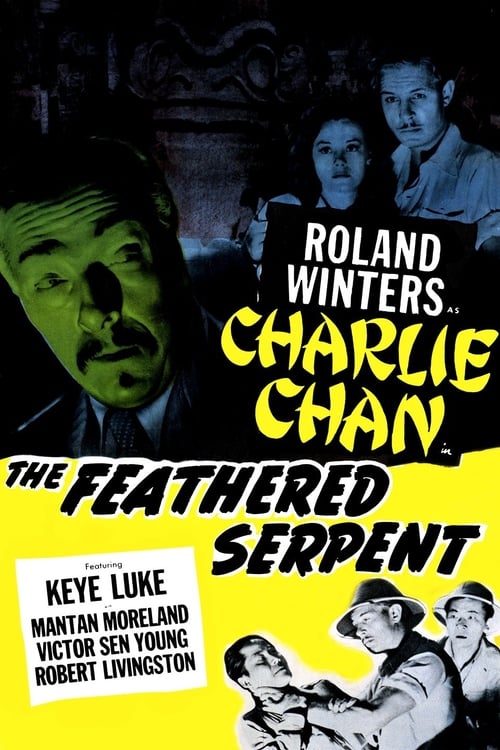 ROLAND
WINTERS AS
CHARLIE
CHAN in
THE FEATHERED
SERPENT
Featuring
KEYE LUKE
with
MANTAN MORELAND
VICTOR SEN YOUNG
ROBERT LIVINGSTON